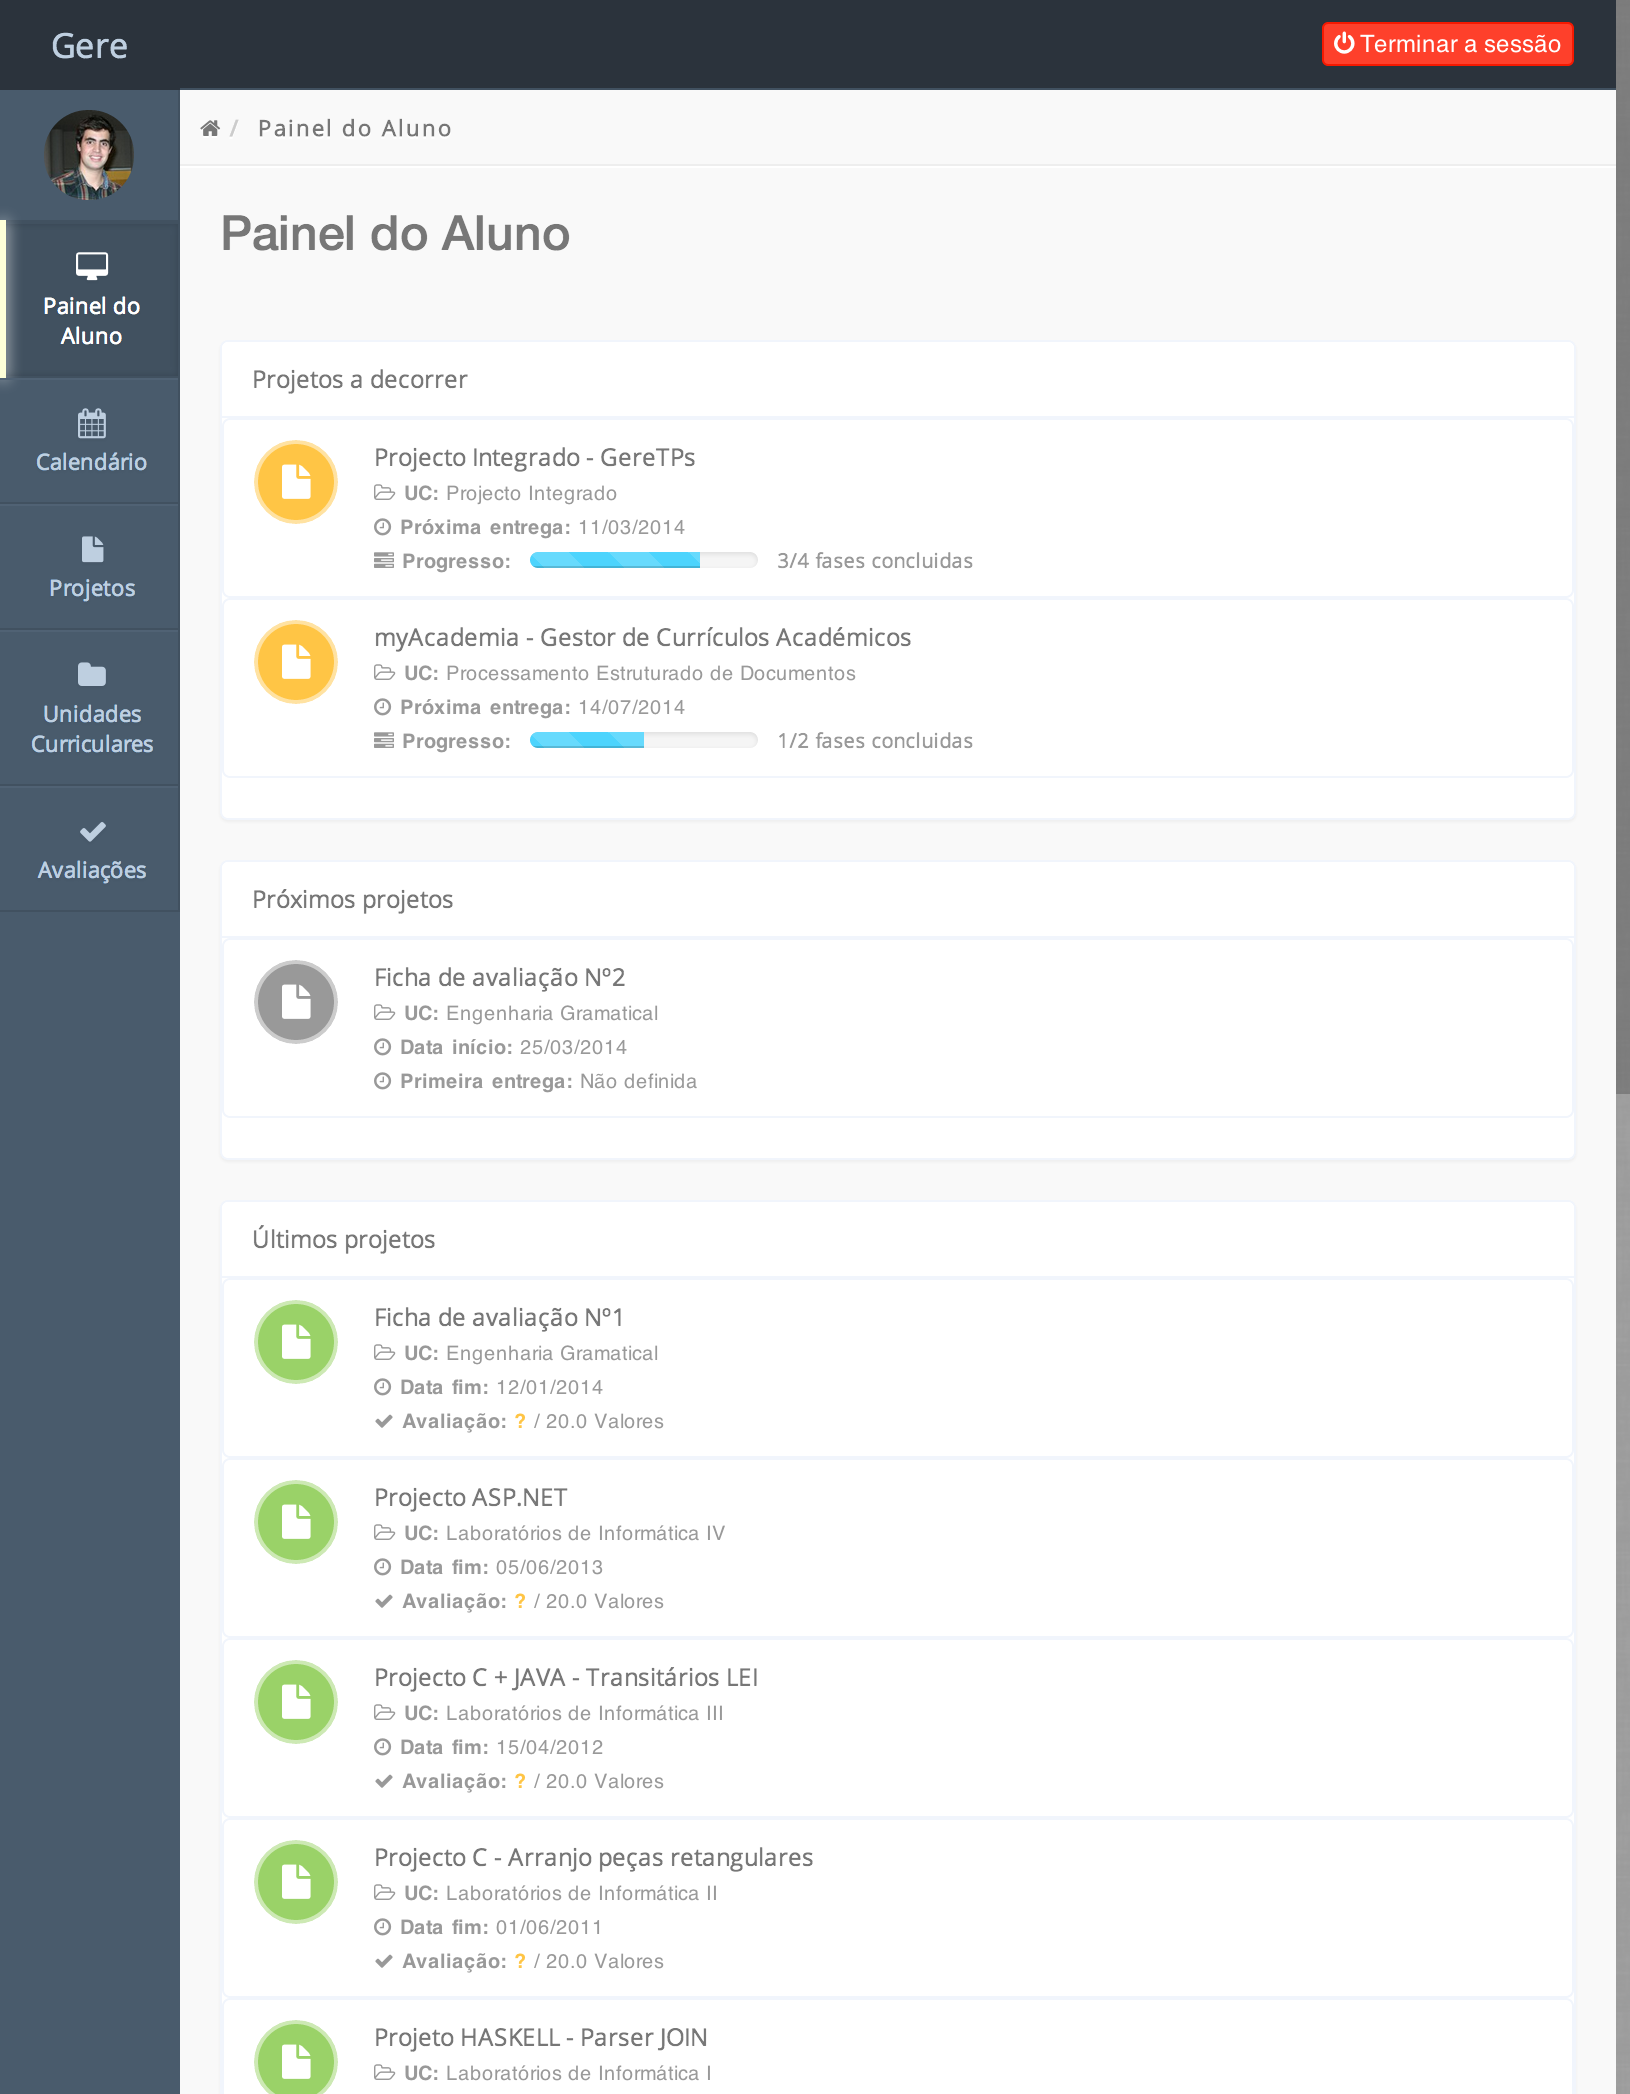 Gere
Terminar a sessão
/ Painel do Aluno
Painel do
Aluno
Calendário
Projetos
Unidades
Curriculares
Avaliações
Painel do Aluno
Projetos a decorrer
Projecto Integrado - GereTPs
UC: Projecto Integrado
Próxima entrega: 11/03/2014
Progresso: 3/4 fases concluidas
myAcademia - Gestor de Currículos Académicos
UC: Processamento Estruturado de Documentos
Próxima entrega: 14/07/2014
Progresso: 1/2 fases concluidas
Próximos projetos
Ficha de avaliação Nº2
UC: Engenharia Gramatical
Data início: 25/03/2014
Primeira entrega: Não definida
Últimos projetos
Ficha de avaliação Nº1
UC: Engenharia Gramatical
Data fim: 12/01/2014
Avaliação: ? / 20.0 Valores
Projecto ASP.NET
UC: Laboratórios de Informática IV
Data fim: 05/06/2013
Avaliação: ? / 20.0 Valores
Projecto C + JAVA - Transitários LEI
UC: Laboratórios de Informática III
Data fim: 15/04/2012
Avaliação: ? / 20.0 Valores
Projecto C - Arranjo peças retangulares
UC: Laboratórios de Informática II
Data fim: 01/06/2011
Avaliação: ? / 20.0 Valores
Projeto HASKELL - Parser JOIN
UC: Laboratórios de Informática I